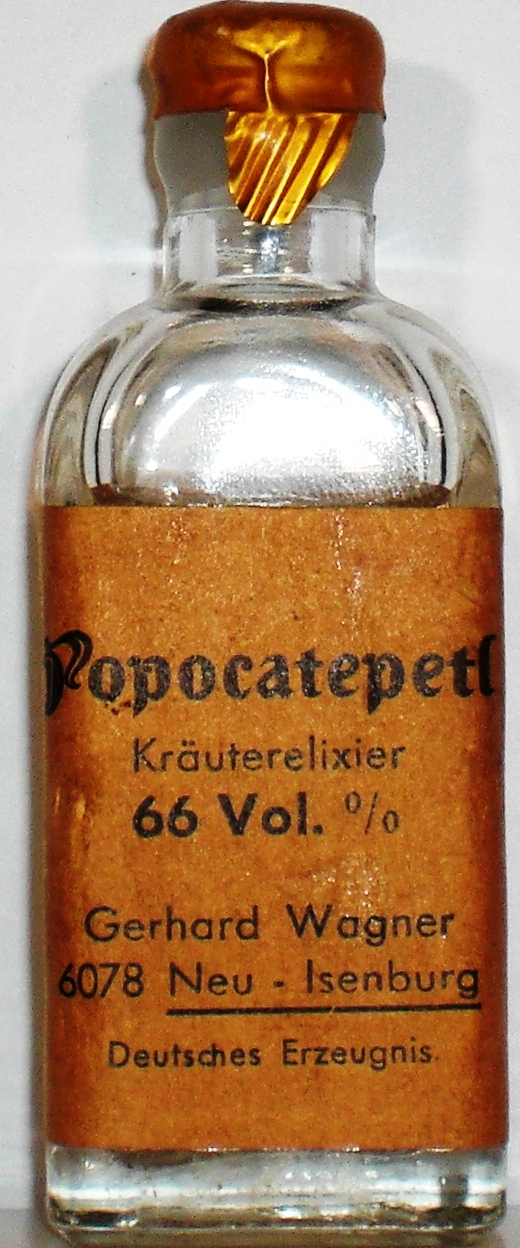 Popocatepetl
Kräuterelixier
66 Vol. %
Gerhard Wagner
6078 Neu - Isenburg
Deutsches Erzeugnis.